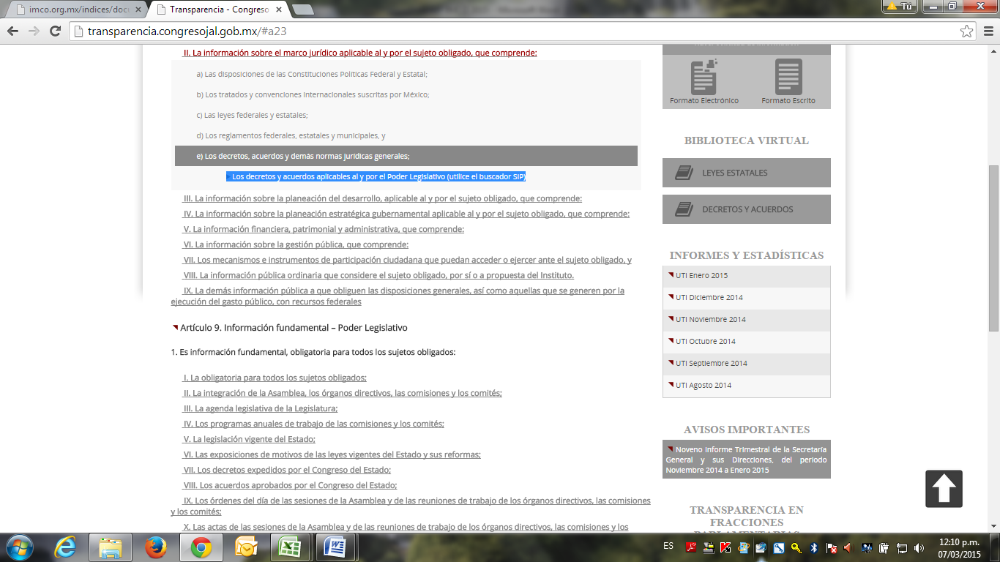 imco.org.mx/indices/docu
Transparencia - Congreso
Tú
transparencia.congresojal.gob.mx/#a23
II. La información sobre el marco jurídico aplicable al y por el sujeto obligado, que comprende:
a) Las disposiciones de las Constituciones Políticas Federal y Estatal;
b) Los tratados y convenciones internacionales suscritas por México;
c) Las leyes federales y estatales;
d) Los reglamentos federales, estatales y municipales, y
e) Los decretos, acuerdos y demás normas jurídicas generales;
Los decretos y acuerdos aplicables al y por el Poder Legislativo (utilice el buscador SIP)
III. La información sobre la planeación del desarrollo, aplicable al y por el sujeto obligado, que comprende:
IV. La información sobre la planeación estratégica gubernamental aplicable al y por el sujeto obligado, que comprende:
V. La información financiera, patrimonial y administrativa, que comprende:
VI. La información sobre la gestión pública, que comprende:
VII. Los mecanismos e instrumentos de participación ciudadana que puedan acceder o ejercer ante el sujeto obligado, y
VIII. La información pública ordinaria que considere el sujeto obligado, por sí o a propuesta del Instituto.
IX. La demás información pública a que obliguen las disposiciones generales, así como aquellas que se generen por la
ejecución del gasto público, con recursos federales
Artículo 9. Información fundamental – Poder Legislativo
1. Es información fundamental, obligatoria para todos los sujetos obligados:
I. La obligatoria para todos los sujetos obligados;
II. La integración de la Asamblea, los órganos directivos, las comisiones y los comités;
III. La agenda legislativa de la Legislatura;
IV. Los programas anuales de trabajo de las comisiones y los comités;
V. La legislación vigente del Estado;
VI. Las exposiciones de motivos de las leyes vigentes del Estado y sus reformas;
VII. Los decretos expedidos por el Congreso del Estado;
VIII. Los acuerdos aprobados por el Congreso del Estado;
IX. Los órdenes del día de las sesiones de la Asamblea y de las reuniones de trabajo de los órganos directivos, las comisiones
y los comités;
X. Las actas de las sesiones de la Asamblea y de las reuniones de trabajo de los órganos directivos, las comisiones y los
Formato Electrónico
Formato Escrito
BIBLIOTECA VIRTUAL
LEYES ESTATALES
DECRETOS Y ACUERDOS
INFORMES Y ESTADÍSTICAS
UTI Enero 2015
UTI Diciembre 2014
UTI Noviembre 2014
UTI Octubre 2014
UTI Septiembre 2014
UTI Agosto 2014
AVISOS IMPORTANTES
Noveno Informe Trimestral de la Secretaría
General y sus Direcciones, del periodo
Noviembre 2014 a Enero 2015
TRANSPARENCIA EN
FRACCIONES
PARLAMENTARIAS
ES
12:10 p.m.
07/03/2015